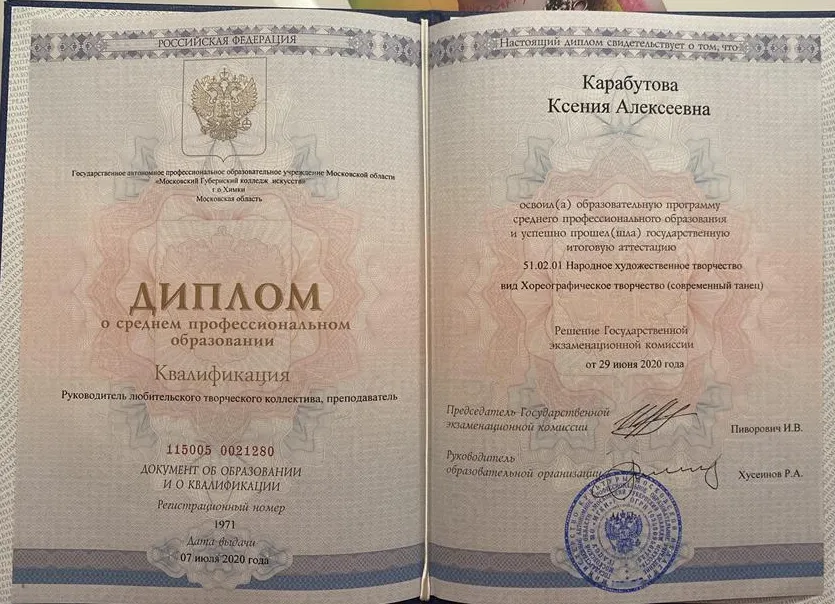 РОССИЙСКАЯ ФЕДЕРАЦИЯ
Государственное автономное профессиональное образовательное учреждение Московской области
«Московский Губернский колледж искусств»
г.о Химки
Московская область
ДИПЛОМ
о среднем профессиональном
образовании
Квалификация
Руководитель любительского творческого коллектива, преподаватель
115005 0021280
ДОКУМЕНТ ОБ ОБРАЗОВАНИИ
И О КВАЛИФИКАЦИИ
Регистрационный номер
1971
Дата выдачи
07 июля 2020 года
Настоящий диплом свидетельствует о том, что
Карабутова
Ксения Алексеевна
освоил(а) образовательную программу
среднего профессионального образования
и успешно прошел(шла) государственную
итоговую аттестацию
51.02.01 Народное художественное творчество
вид Хореографическое творчество (современный танец)
Решение Государственной
экзаменационной комиссии
от 29 июня 2020 года
Председатель Государственной
экзаменационной комиссии
Пиворович И.В.
Руководитель
образовательной организации
Хусеинов Р.А.